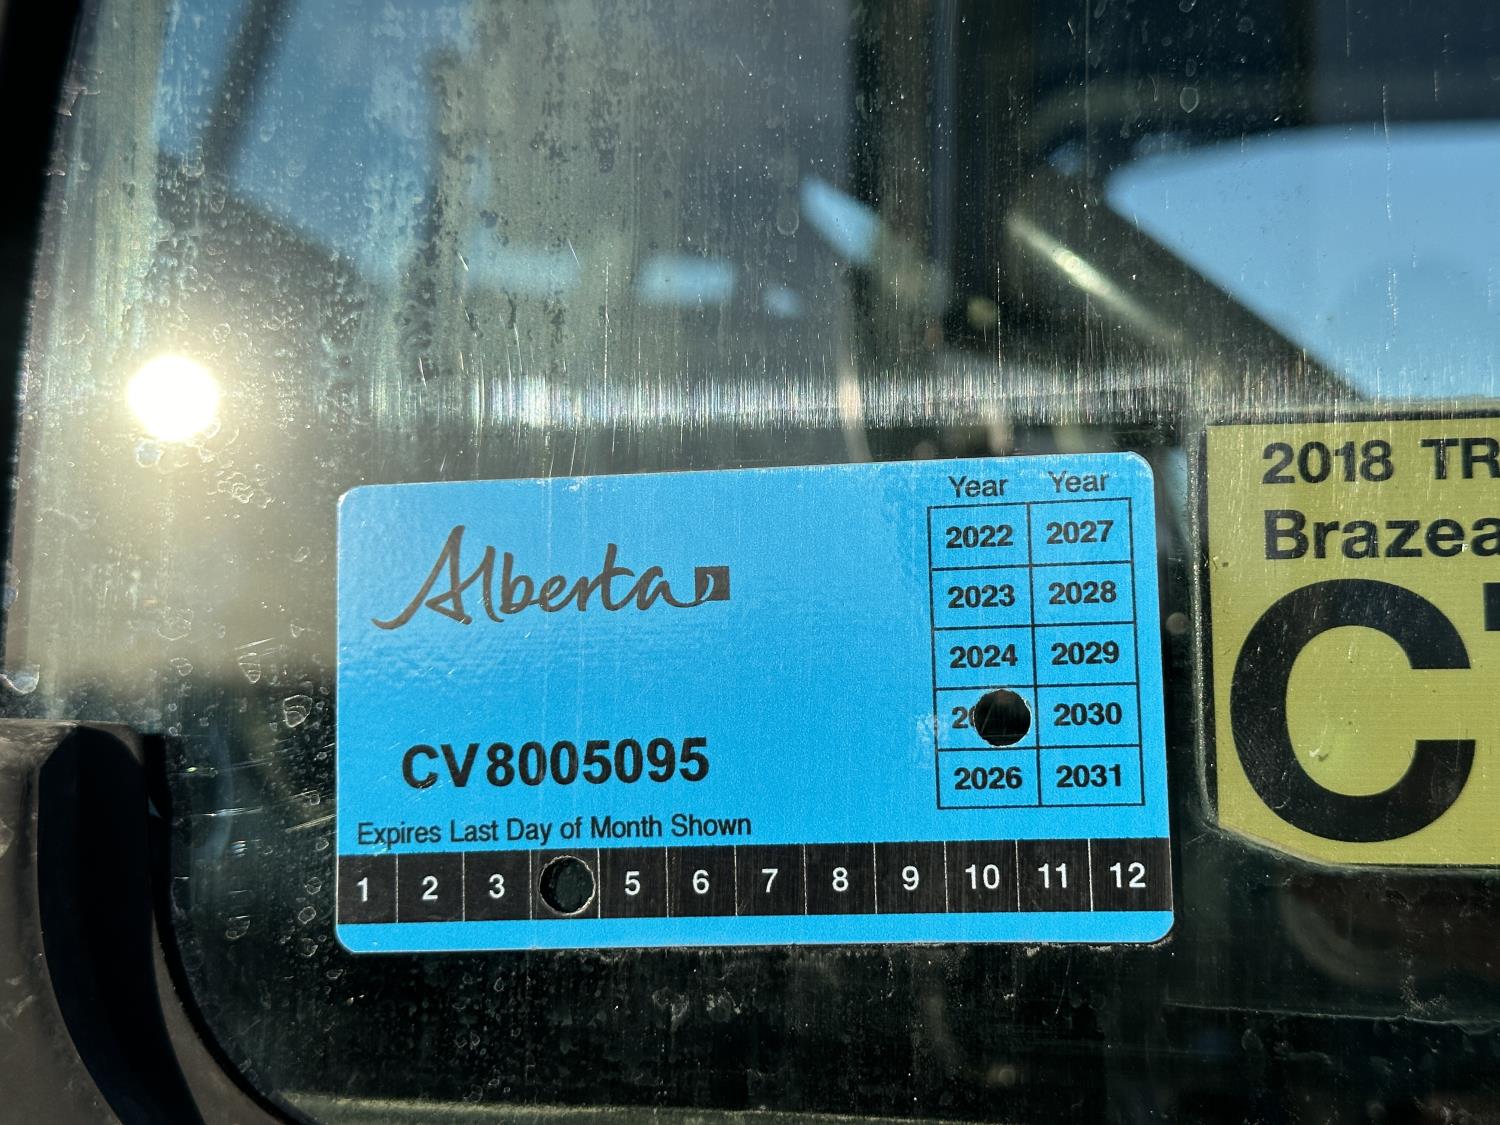 Alberta
CV8005095
Expires Last Day of Month Shown
Year Year
2022 2027
2023 2028
2024 2029
2030
2026 2031
1 2 3 5 6 7 8 9 10 11 12
2018
Brazea
C